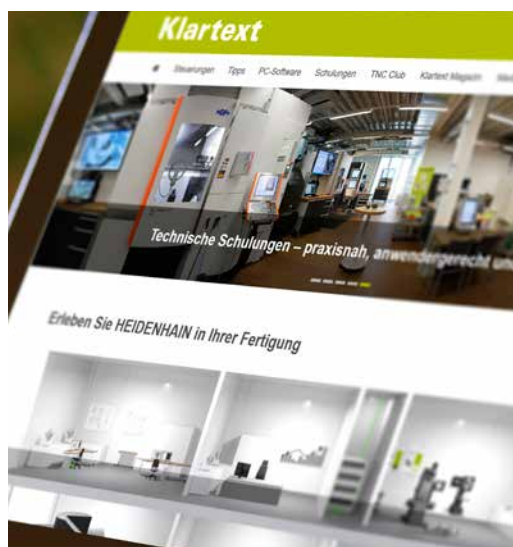 Klartext
Steuerungen Tipps PC-Software Schulungen TNC Club Klartext Magazin
Technische Schulungen – praxisnah, anwendergerecht und
Erleben Sie HEIDENHAIN in Ihrer Fertigung